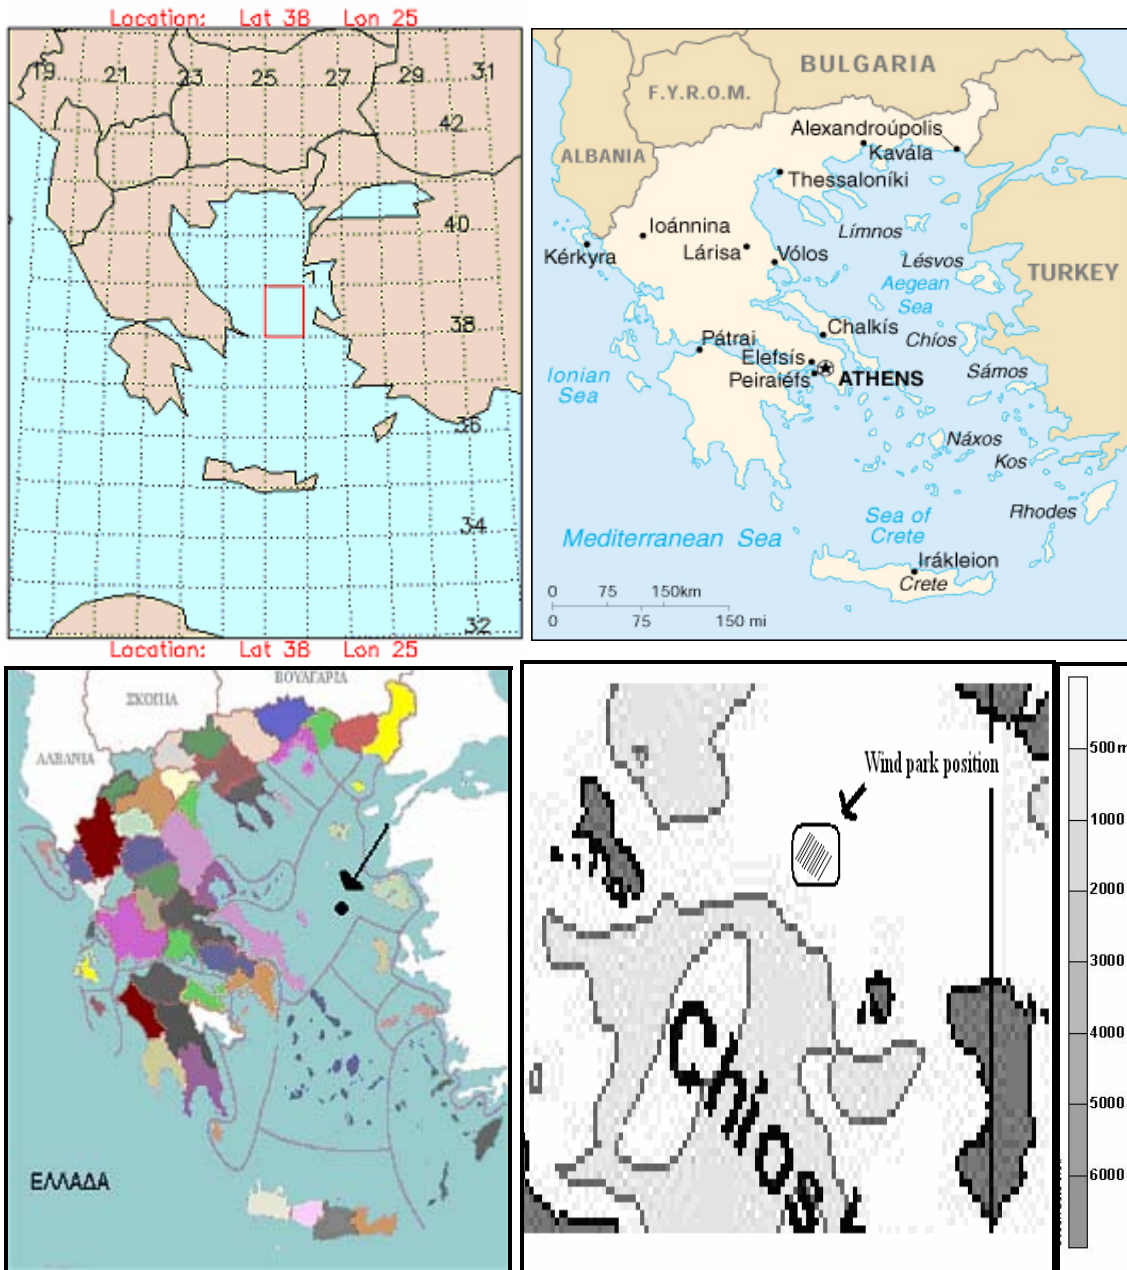 Location: Lat 38 Lon 25
19 21 23 25 27 29 31
42
40
38
36
34
32
Location: Lat 38 Lon 25
BULGARIA
F.Y.R.O.M.
Alexandroúpolis
ALBANIA
Kavála
Thessaloníki
Ioánnina
Límnos
Kérkyra
Lárisa
Vólos
Lésvos
TURKEY
Aegean
Sea
Chalkís
Pátrai
Chíos
Elefsís
Ionian
Sea
Peiraiéfs
ATHENS
Sámos
Náxos
Kos
Rhodes
Sea of
Crete
Mediterranean Sea
Irákleion
Crete
0 75 150km
0 75 150 mi
ΒΟΥΛΓΑΡΙΑ
ΣΚΟΠΙΑ
ΑΛΒΑΝΙΑ
ΕΛΛΑΔΑ
Wind park position
Chios
500m
1000
2000
3000
4000
5000
6000